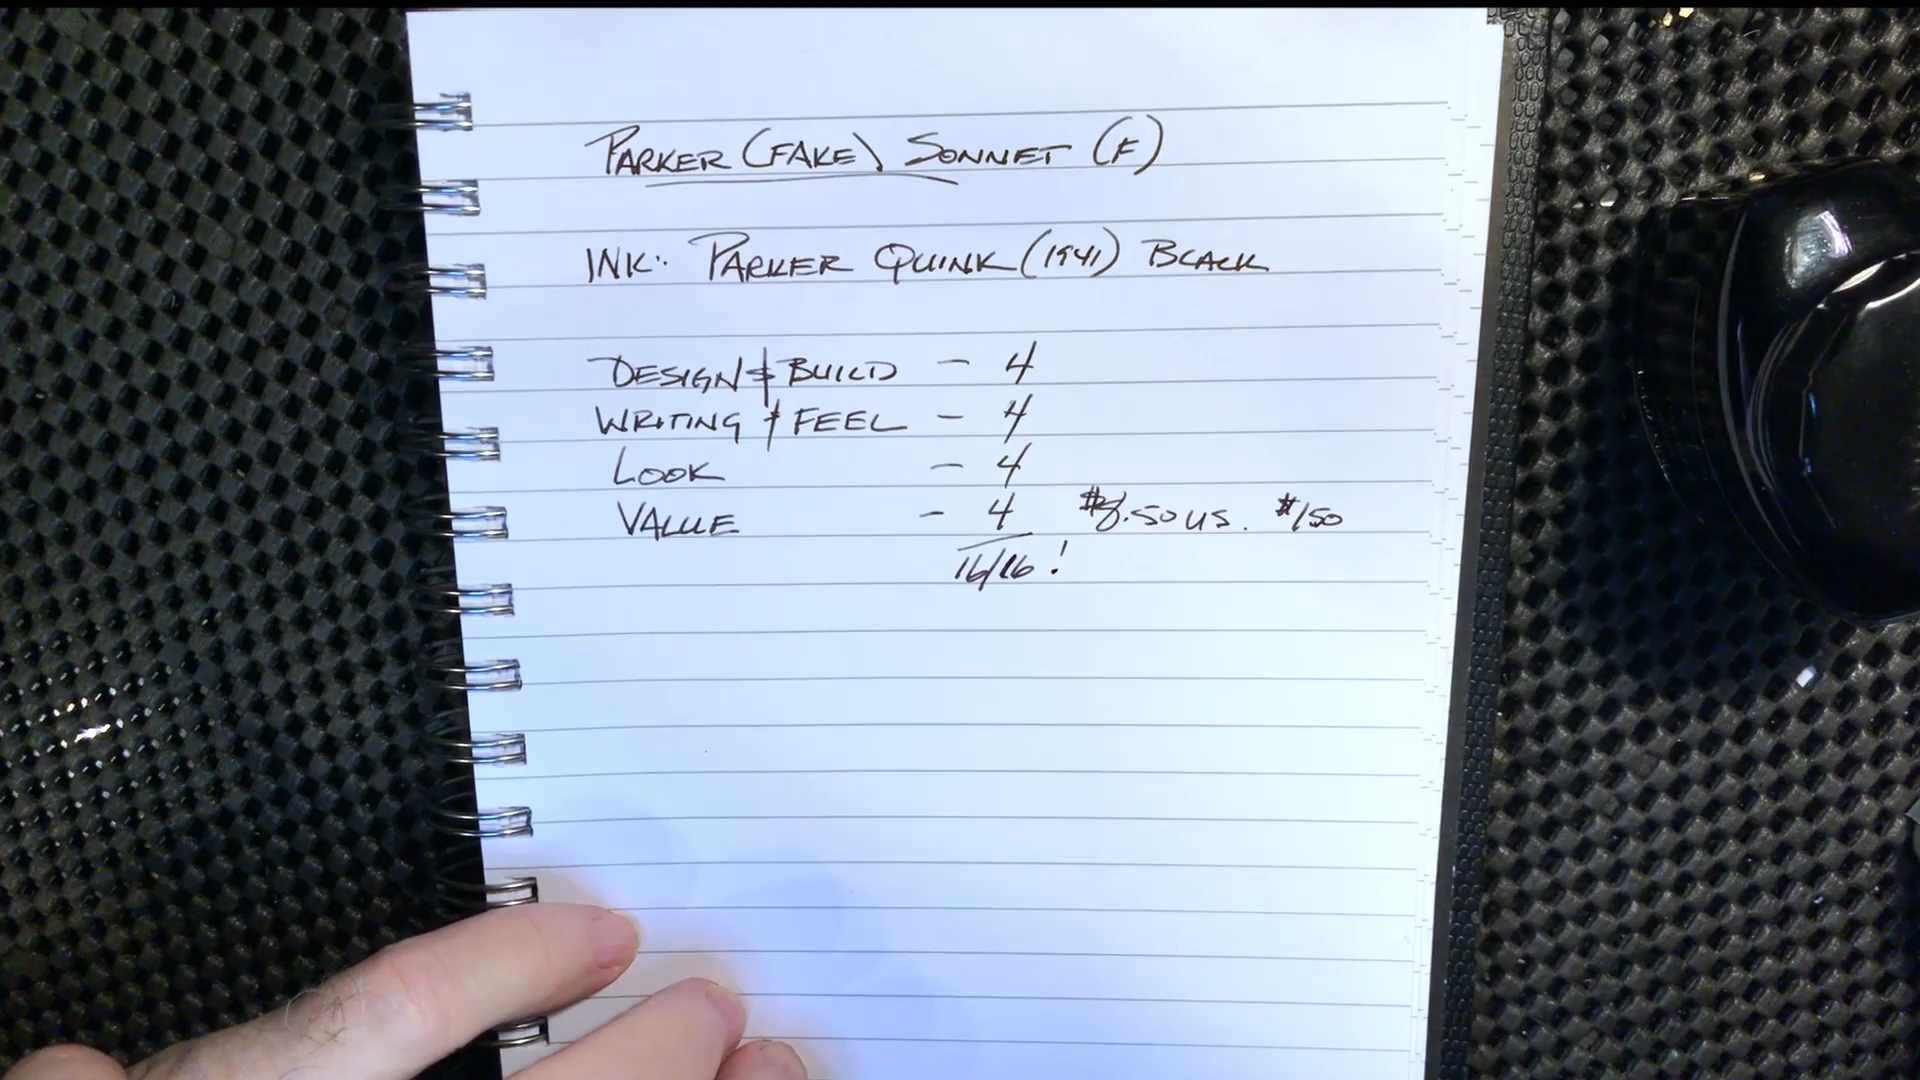 PARKER (FAKE) SONNET (F)
INK: PARKER QUINK (1941) BLACK
DESIGN & BUILD - 4
WRITING & FEEL - 4
LOOK - 4
VALUE - 4 $8.50 US. $150
16/16!